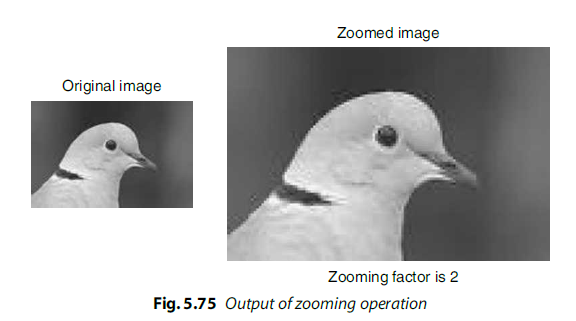 Zoomed image
Original image
Zooming factor is 2
Fig. 5.75 Output of zooming operation